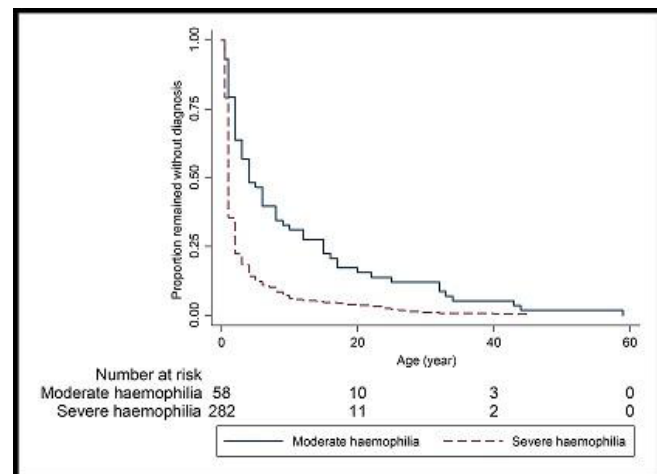 Proportion remained without diagnosis
1.00
0.75
0.50
0.25
0.00
0 20 40 60
Age (year)
Number at risk
Moderate haemophilia 58 10 3 0
Severe haemophilia 282 11 2 0
Moderate haemophilia Severe haemophilia